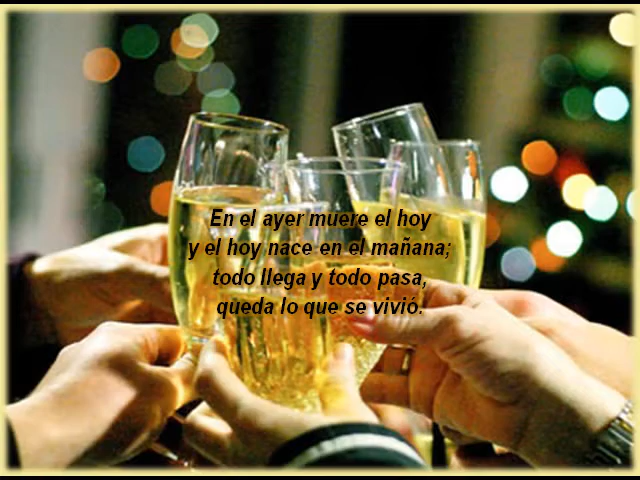 En el ayer muere el hoy
y el hoy nace en el mañana;
todo llega y todo pasa,
queda lo que se vivió.